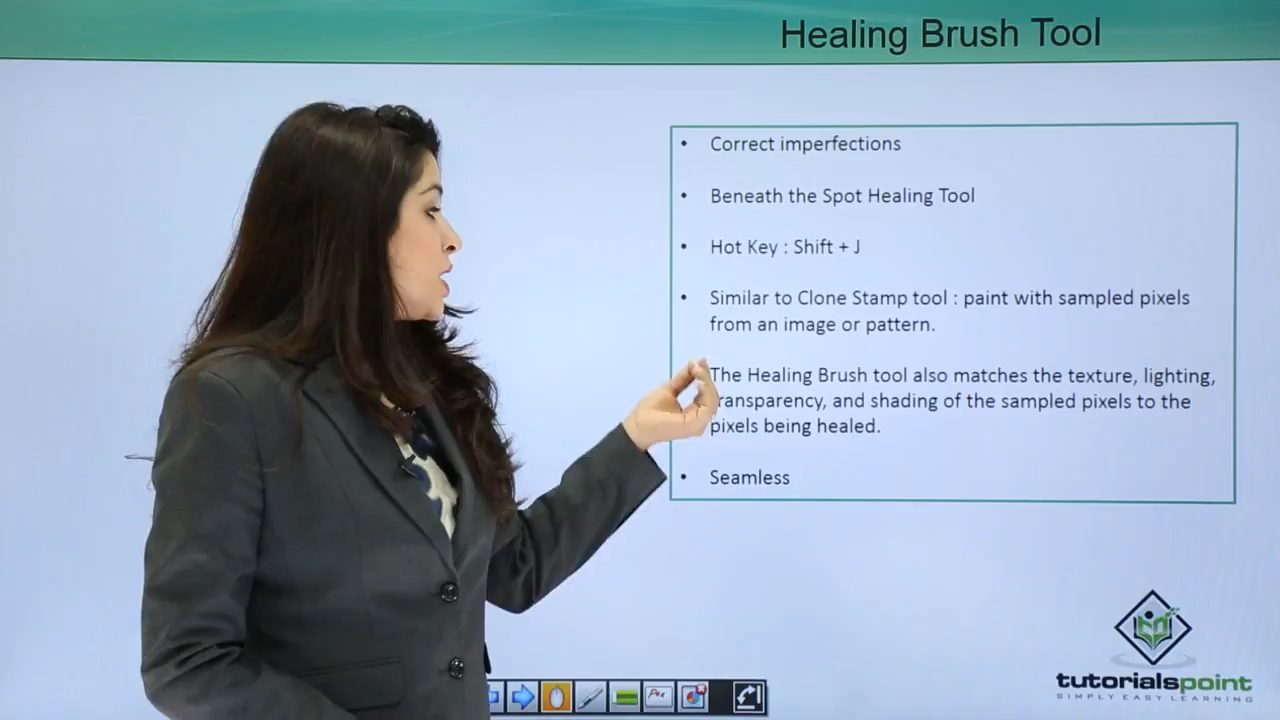 Healing Brush Tool
• Correct imperfections
• Beneath the Spot Healing Tool
• Hot Key : Shift + J
• Similar to Clone Stamp tool : paint with sampled pixels
from an image or pattern.
The Healing Brush tool also matches the texture, lighting,
transparency, and shading of the sampled pixels to the
pixels being healed.
• Seamless
tutorialspoint
SIMPLY EASY LEARNING